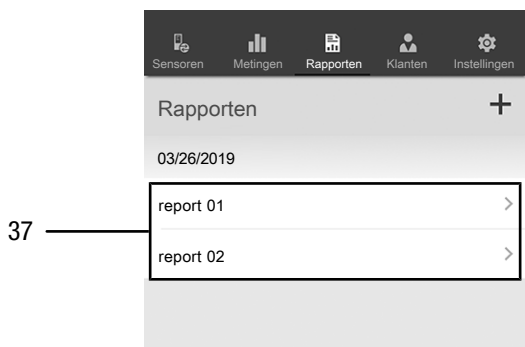 Sensoren Metingen Rapporten Klanten Instellingen
Rapporten +
03/26/2019
report 01
37
report 02